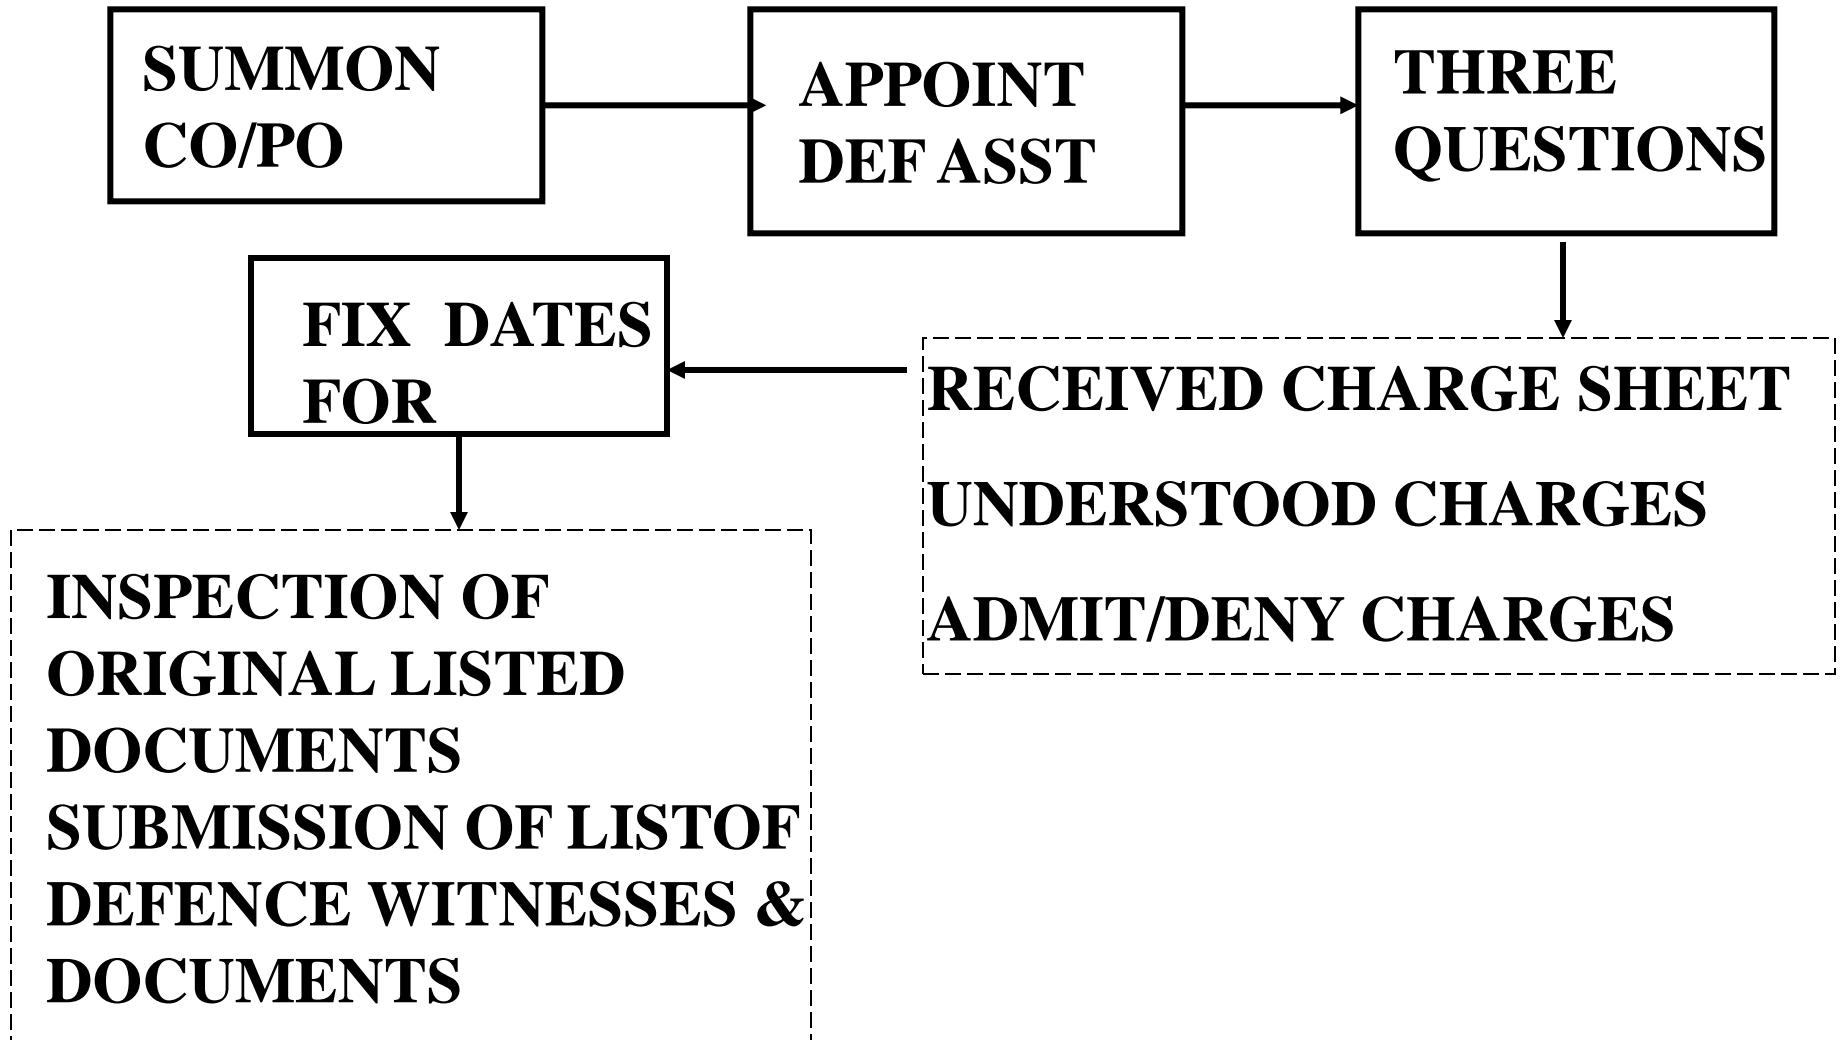 SUMMON
CO/PO
APPOINT
DEF ASST
THREE
QUESTIONS
RECEIVED CHARGE SHEET
UNDERSTOOD CHARGES
ADMIT/DENY CHARGES
FIX DATES
FOR
INSPECTION OF
ORIGINAL LISTED
DOCUMENTS
SUBMISSION OF LISTOF
DEFENCE WITNESSES &
DOCUMENTS